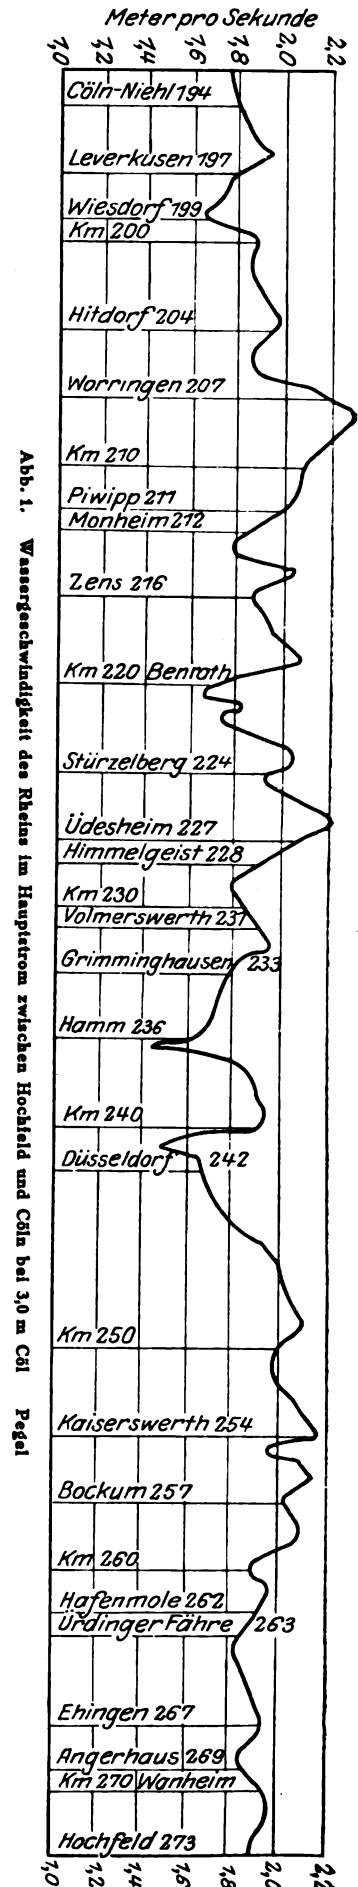 Meter pro Sekunde
1,0 1,2 1,4 1,6 1,8 2,0 2,2
Cöln-Niehl 194
Leverkusen 197
Wiesdorf 199
Km 200
Hitdorf 204
Worringen 207
Km 210
Piwipp 211
Monheim 212
Zens 216
Km 220 Benrath
Stürzelberg 224
Üdesheim 227
Himmelgeist 228
Km 230
Volmerswerth 231
Grimminghausen 233
Hamm 236
Km 240
Düsseldorf 242
Km 250
Kaiserswerth 254
Bockum 257
Km 260
Hafenmole 262
Ürdinger Fähre 263
Ehingen 267
Angerhaus 269
Km 270 Wanheim
Hochfeld 273
1,0 1,2 1,4 1,6 1,8 2,0 2,2
Abb. 1. Wassergeschwindigkeit des Rheins im Hauptstrom zwischen Hochfeld und Cöln bei 3,0 m Cöl Pegel